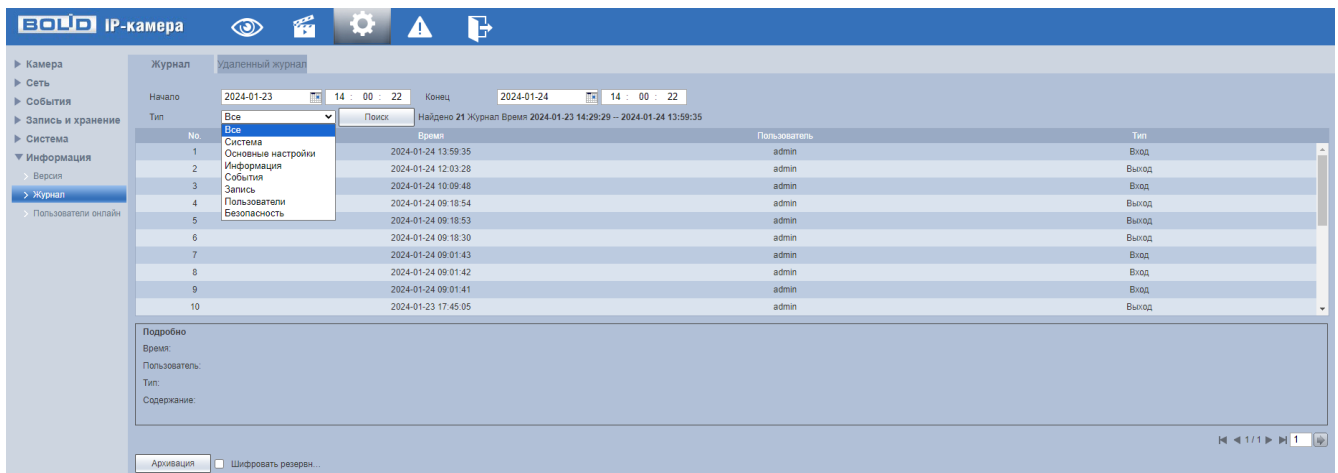 BOLID IP-камера
Камера
Сеть
События
Запись и хранение
Система
Информация
Версия
Журнал
Пользователи онлайн
Журнал Удаленный журнал
Начало 2024-01-23 14 : 00 : 22 Конец 2024-01-24 14 : 00 : 22
Тип Все Поиск Найдено 21 Журнал Время 2024-01-23 14:29:29 -- 2024-01-24 13:59:35
Все
Система
Основные настройки
Информация
События
Запись
Пользователи
Безопасность
No. Время Пользователь Тип
1 2024-01-24 13:59:35 admin Вход
2 2024-01-24 12:03:28 admin Выход
3 2024-01-24 10:09:48 admin Вход
4 2024-01-24 09:18:54 admin Выход
5 2024-01-24 09:18:53 admin Выход
6 2024-01-24 09:18:30 admin Выход
7 2024-01-24 09:01:43 admin Вход
8 2024-01-24 09:01:42 admin Вход
9 2024-01-24 09:01:41 admin Вход
10 2024-01-23 17:45:05 admin Выход
Подробно
Время:
Пользователь:
Тип:
Содержание:
1 / 1 1
Архивация Шифровать резервн...